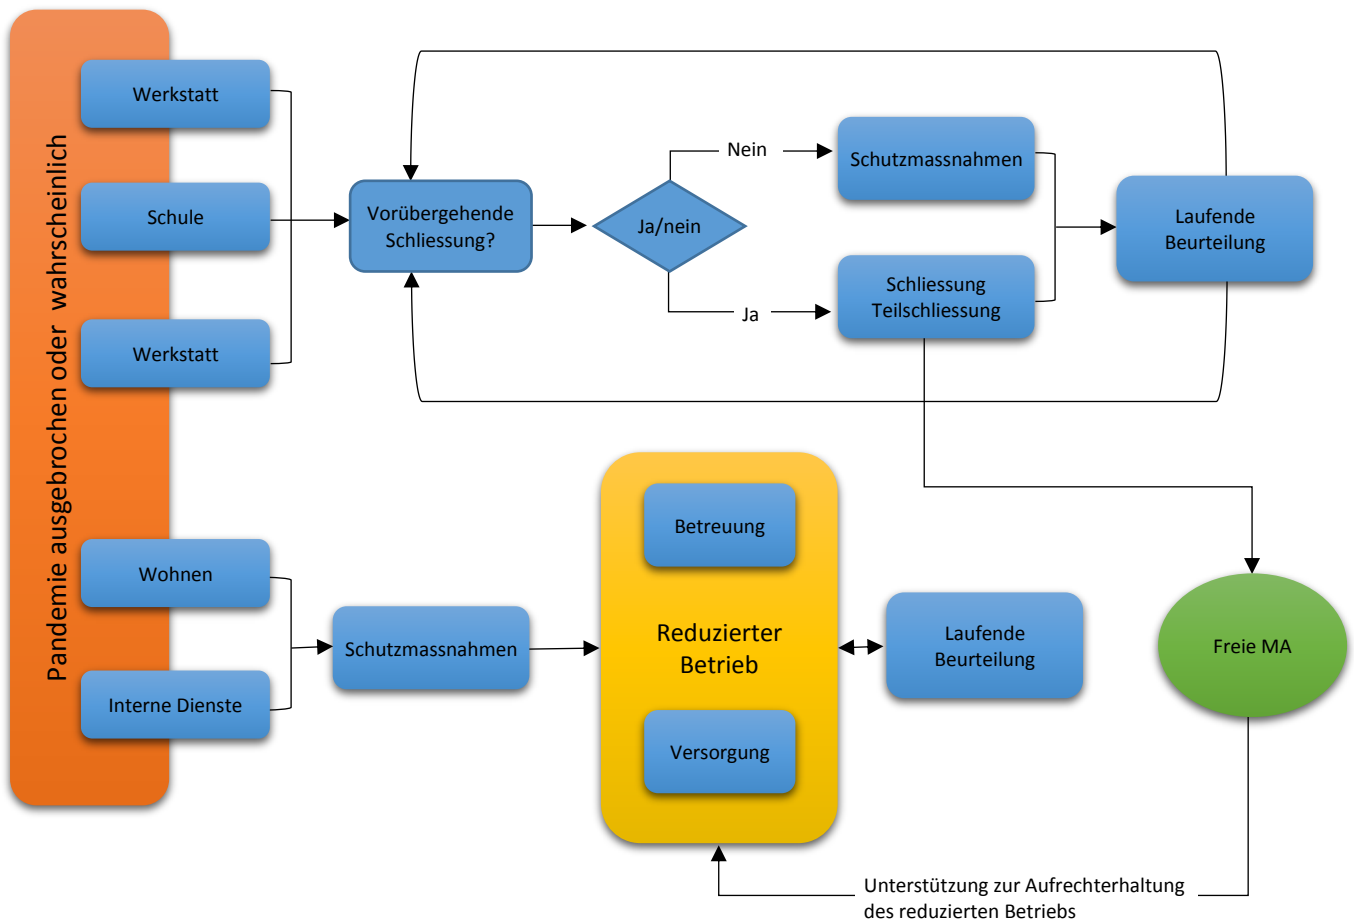 Pandemie ausgebrochen oder wahrscheinlich
Werkstatt
Schule
Werkstatt
Vorübergehende
Schliessung?
Ja/nein
Nein
Ja
Schutzmassnahmen
Schliessung
Teilschliessung
Laufende
Beurteilung
Wohnen
Interne Dienste
Schutzmassnahmen
Betreuung
Reduzierter
Betrieb
Versorgung
Laufende
Beurteilung
Freie MA
Unterstützung zur Aufrechterhaltung
des reduzierten Betriebs